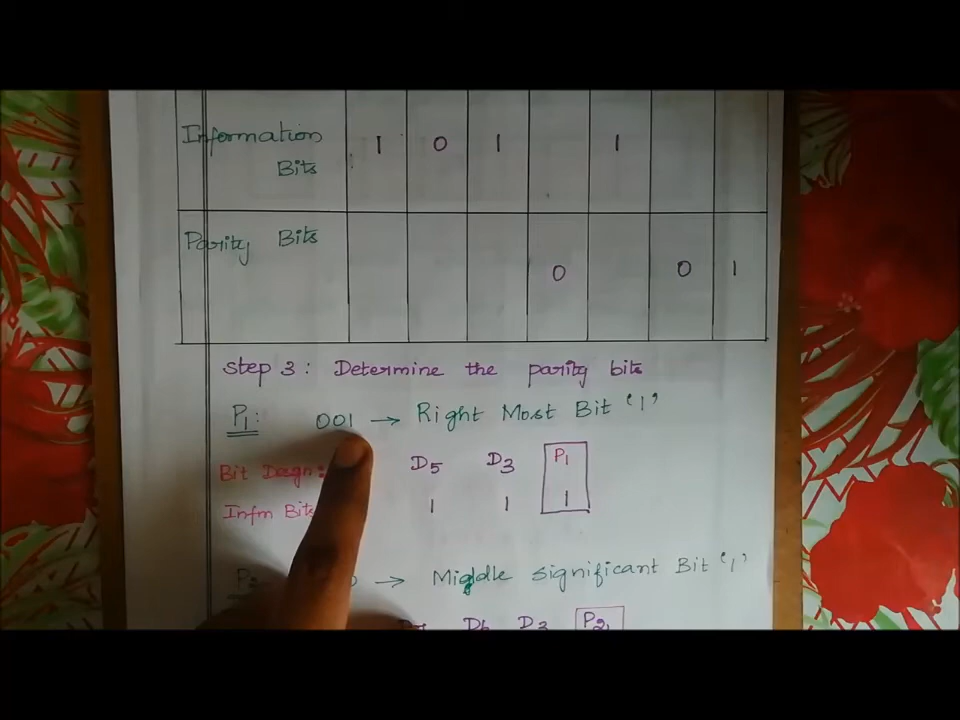 Information 1 0 1 1
Bits
Parity Bits 0 0 1
Step 3 : Determine the parity bits
P1: 001 → Right Most Bit '1'
Bit Desgn: D5 D3 P1
Infm Bits 1 1 1
→ Middle significant Bit '1'
D6 D3 P2